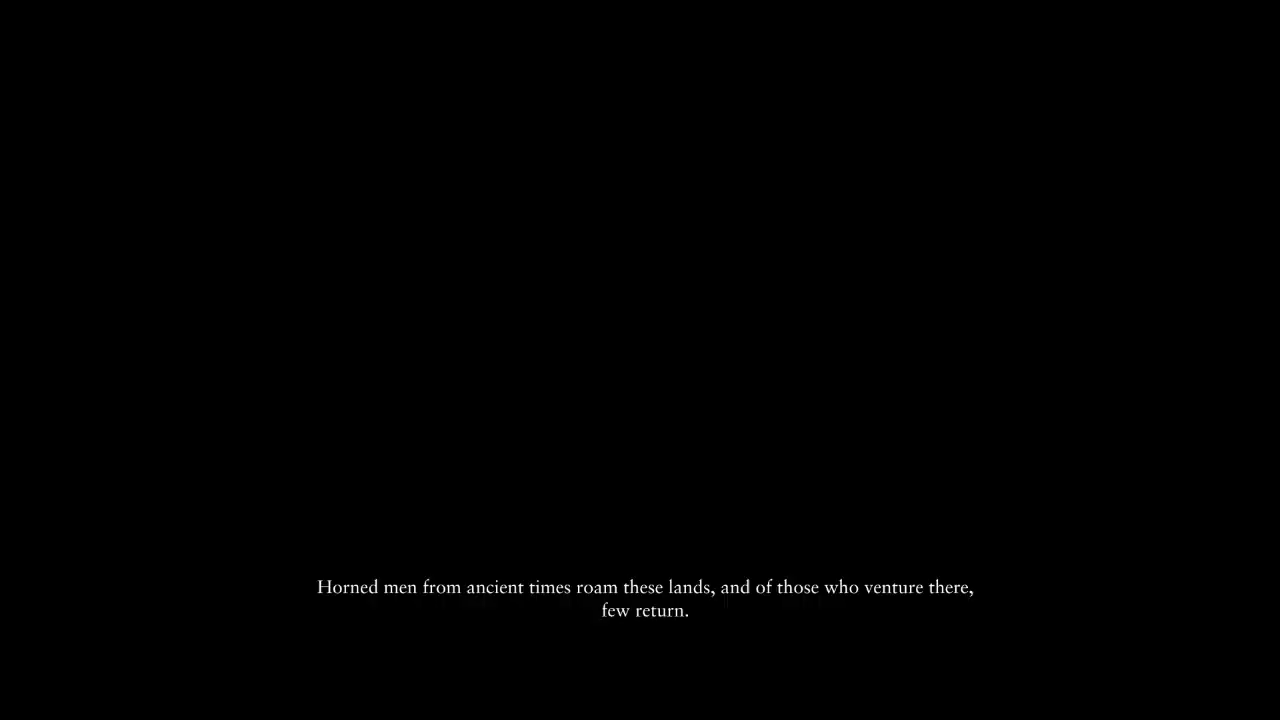 Horned men from ancient times roam these lands, and of those who venture there,
few return.